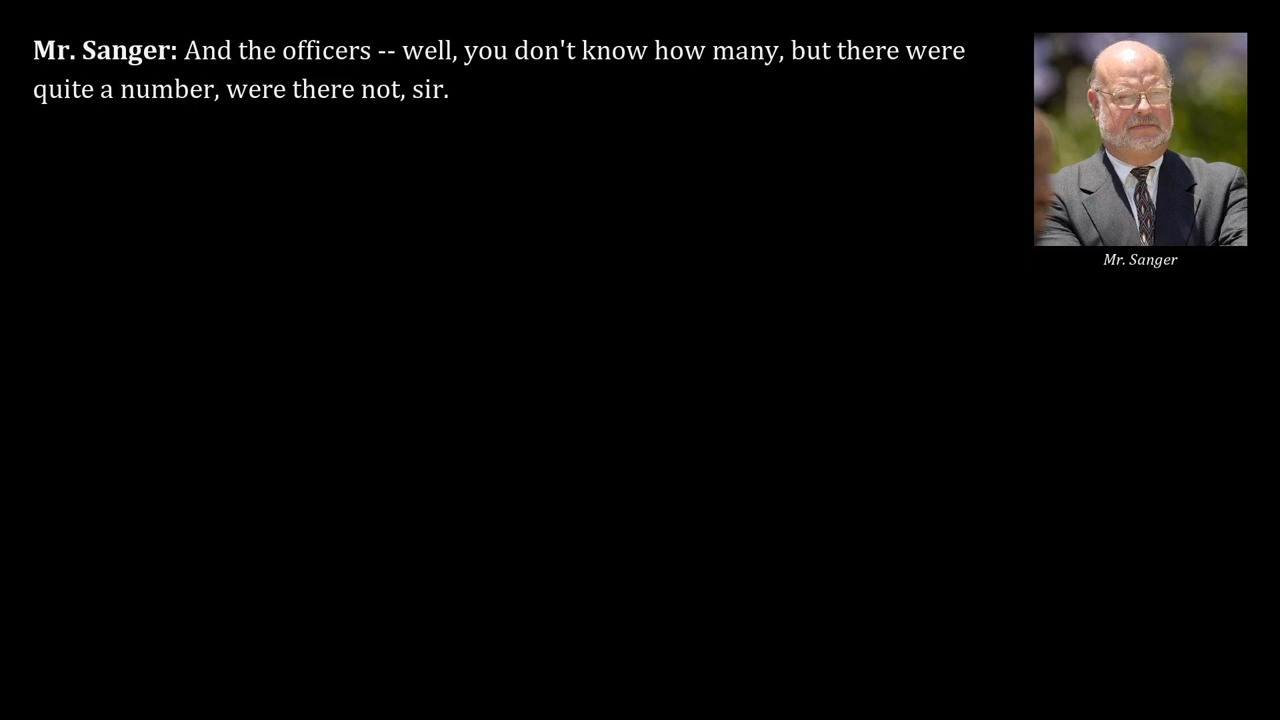 Mr. Sanger: And the officers -- well, you don't know how many, but there were
quite a number, were there not, sir.
Mr. Sanger